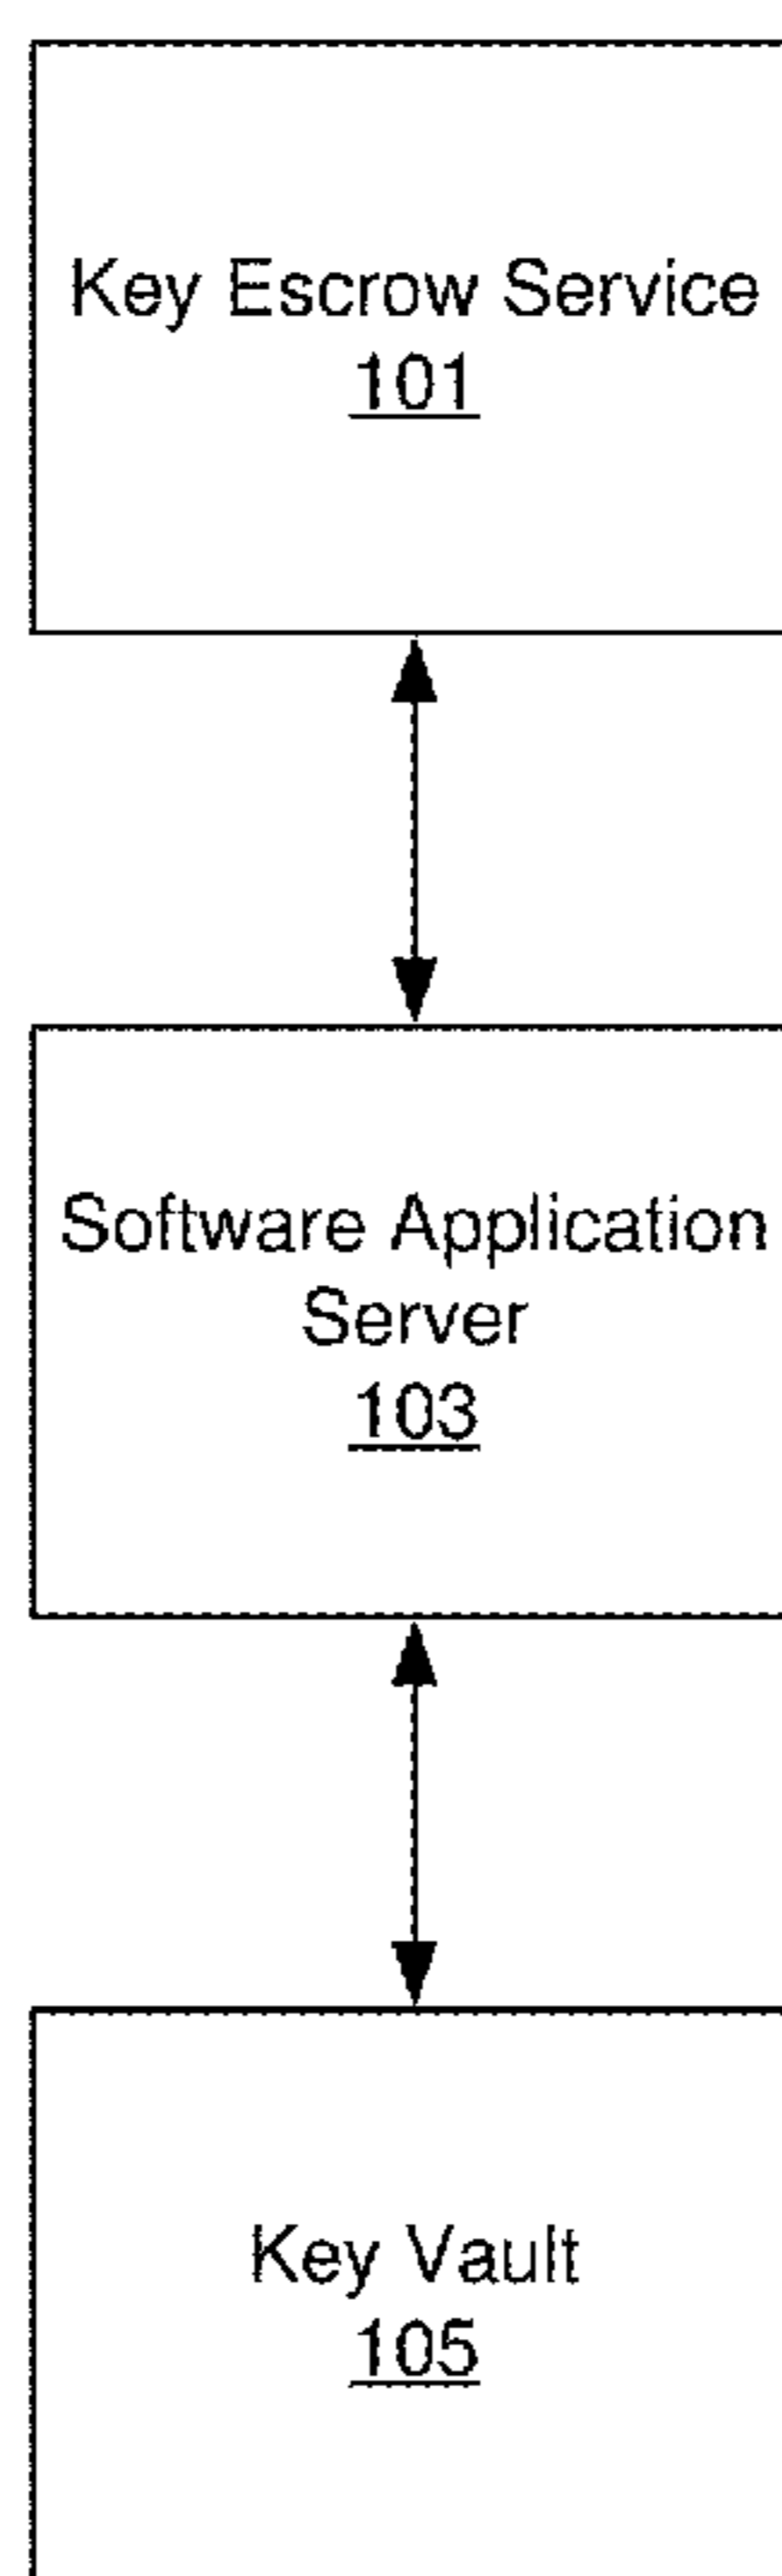 Key Escrow Service
101
Software Application
Server
103
Key Vault
105